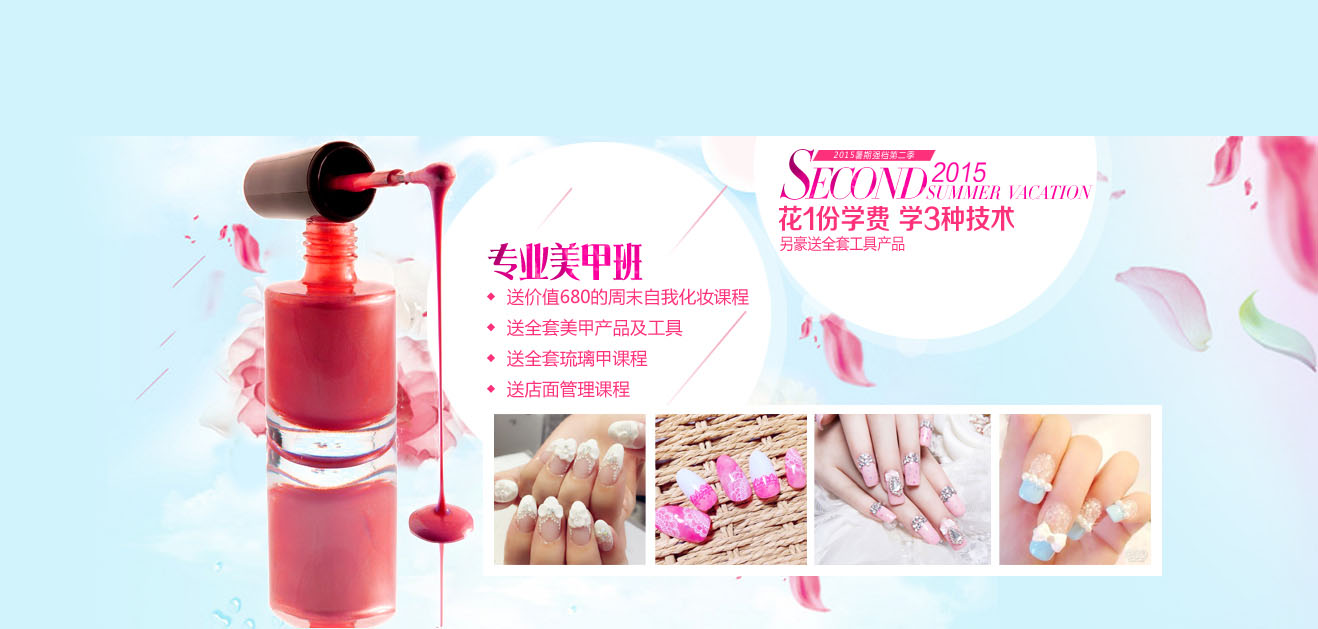 2015暑期强档第二季
SECOND 2015
SUMMER VACATION
花1份学费 学3种技术
另豪送全套工具产品
专业美甲班
送价值680的周末自我化妆课程
送全套美甲产品及工具
送全套琉璃甲课程
送店面管理课程